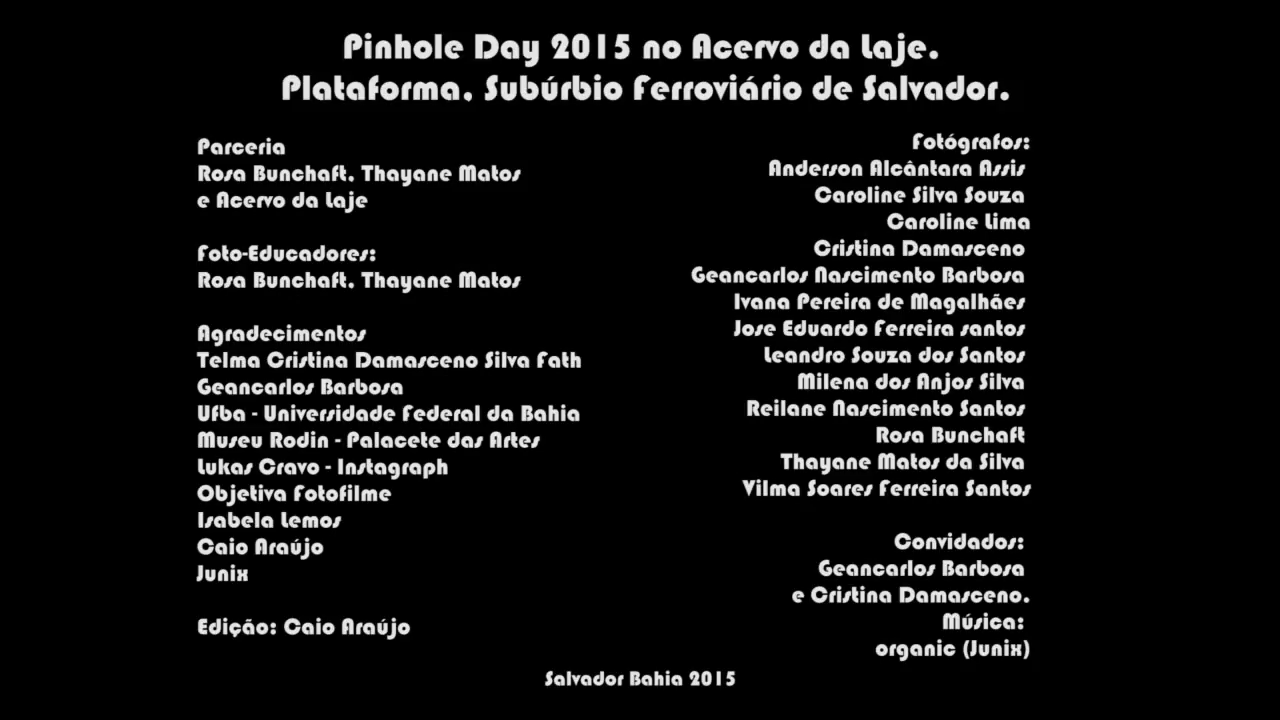 Pinhole Day 2015 no Acervo da Laje.
Plataforma, Subúrbio Ferroviário de Salvador.
Parceria
Rosa Bunchaft, Thayane Matos
e Acervo da Laje
Foto-Educadores:
Rosa Bunchaft, Thayane Matos
Agradecimentos
Telma Cristina Damasceno Silva Fath
Geancarlos Barbosa
Ufba - Universidade Federal da Bahia
Museu Rodin - Palacete das Artes
Lukas Cravo - Instagraph
Objetiva Fotofilme
Isabela Lemos
Caio Araújo
Junix
Edição: Caio Araújo
Fotógrafos:
Anderson Alcântara Assis
Caroline Silva Souza
Caroline Lima
Cristina Damasceno
Geancarlos Nascimento Barbosa
Ivana Pereira de Magalhães
Jose Eduardo Ferreira santos
Leandro Souza dos Santos
Milena dos Anjos Silva
Reilane Nascimento Santos
Rosa Bunchaft
Thayane Matos da Silva
Vilma Soares Ferreira Santos
Convidados:
Geancarlos Barbosa
e Cristina Damasceno.
Música:
organic (Junix)
Salvador Bahia 2015